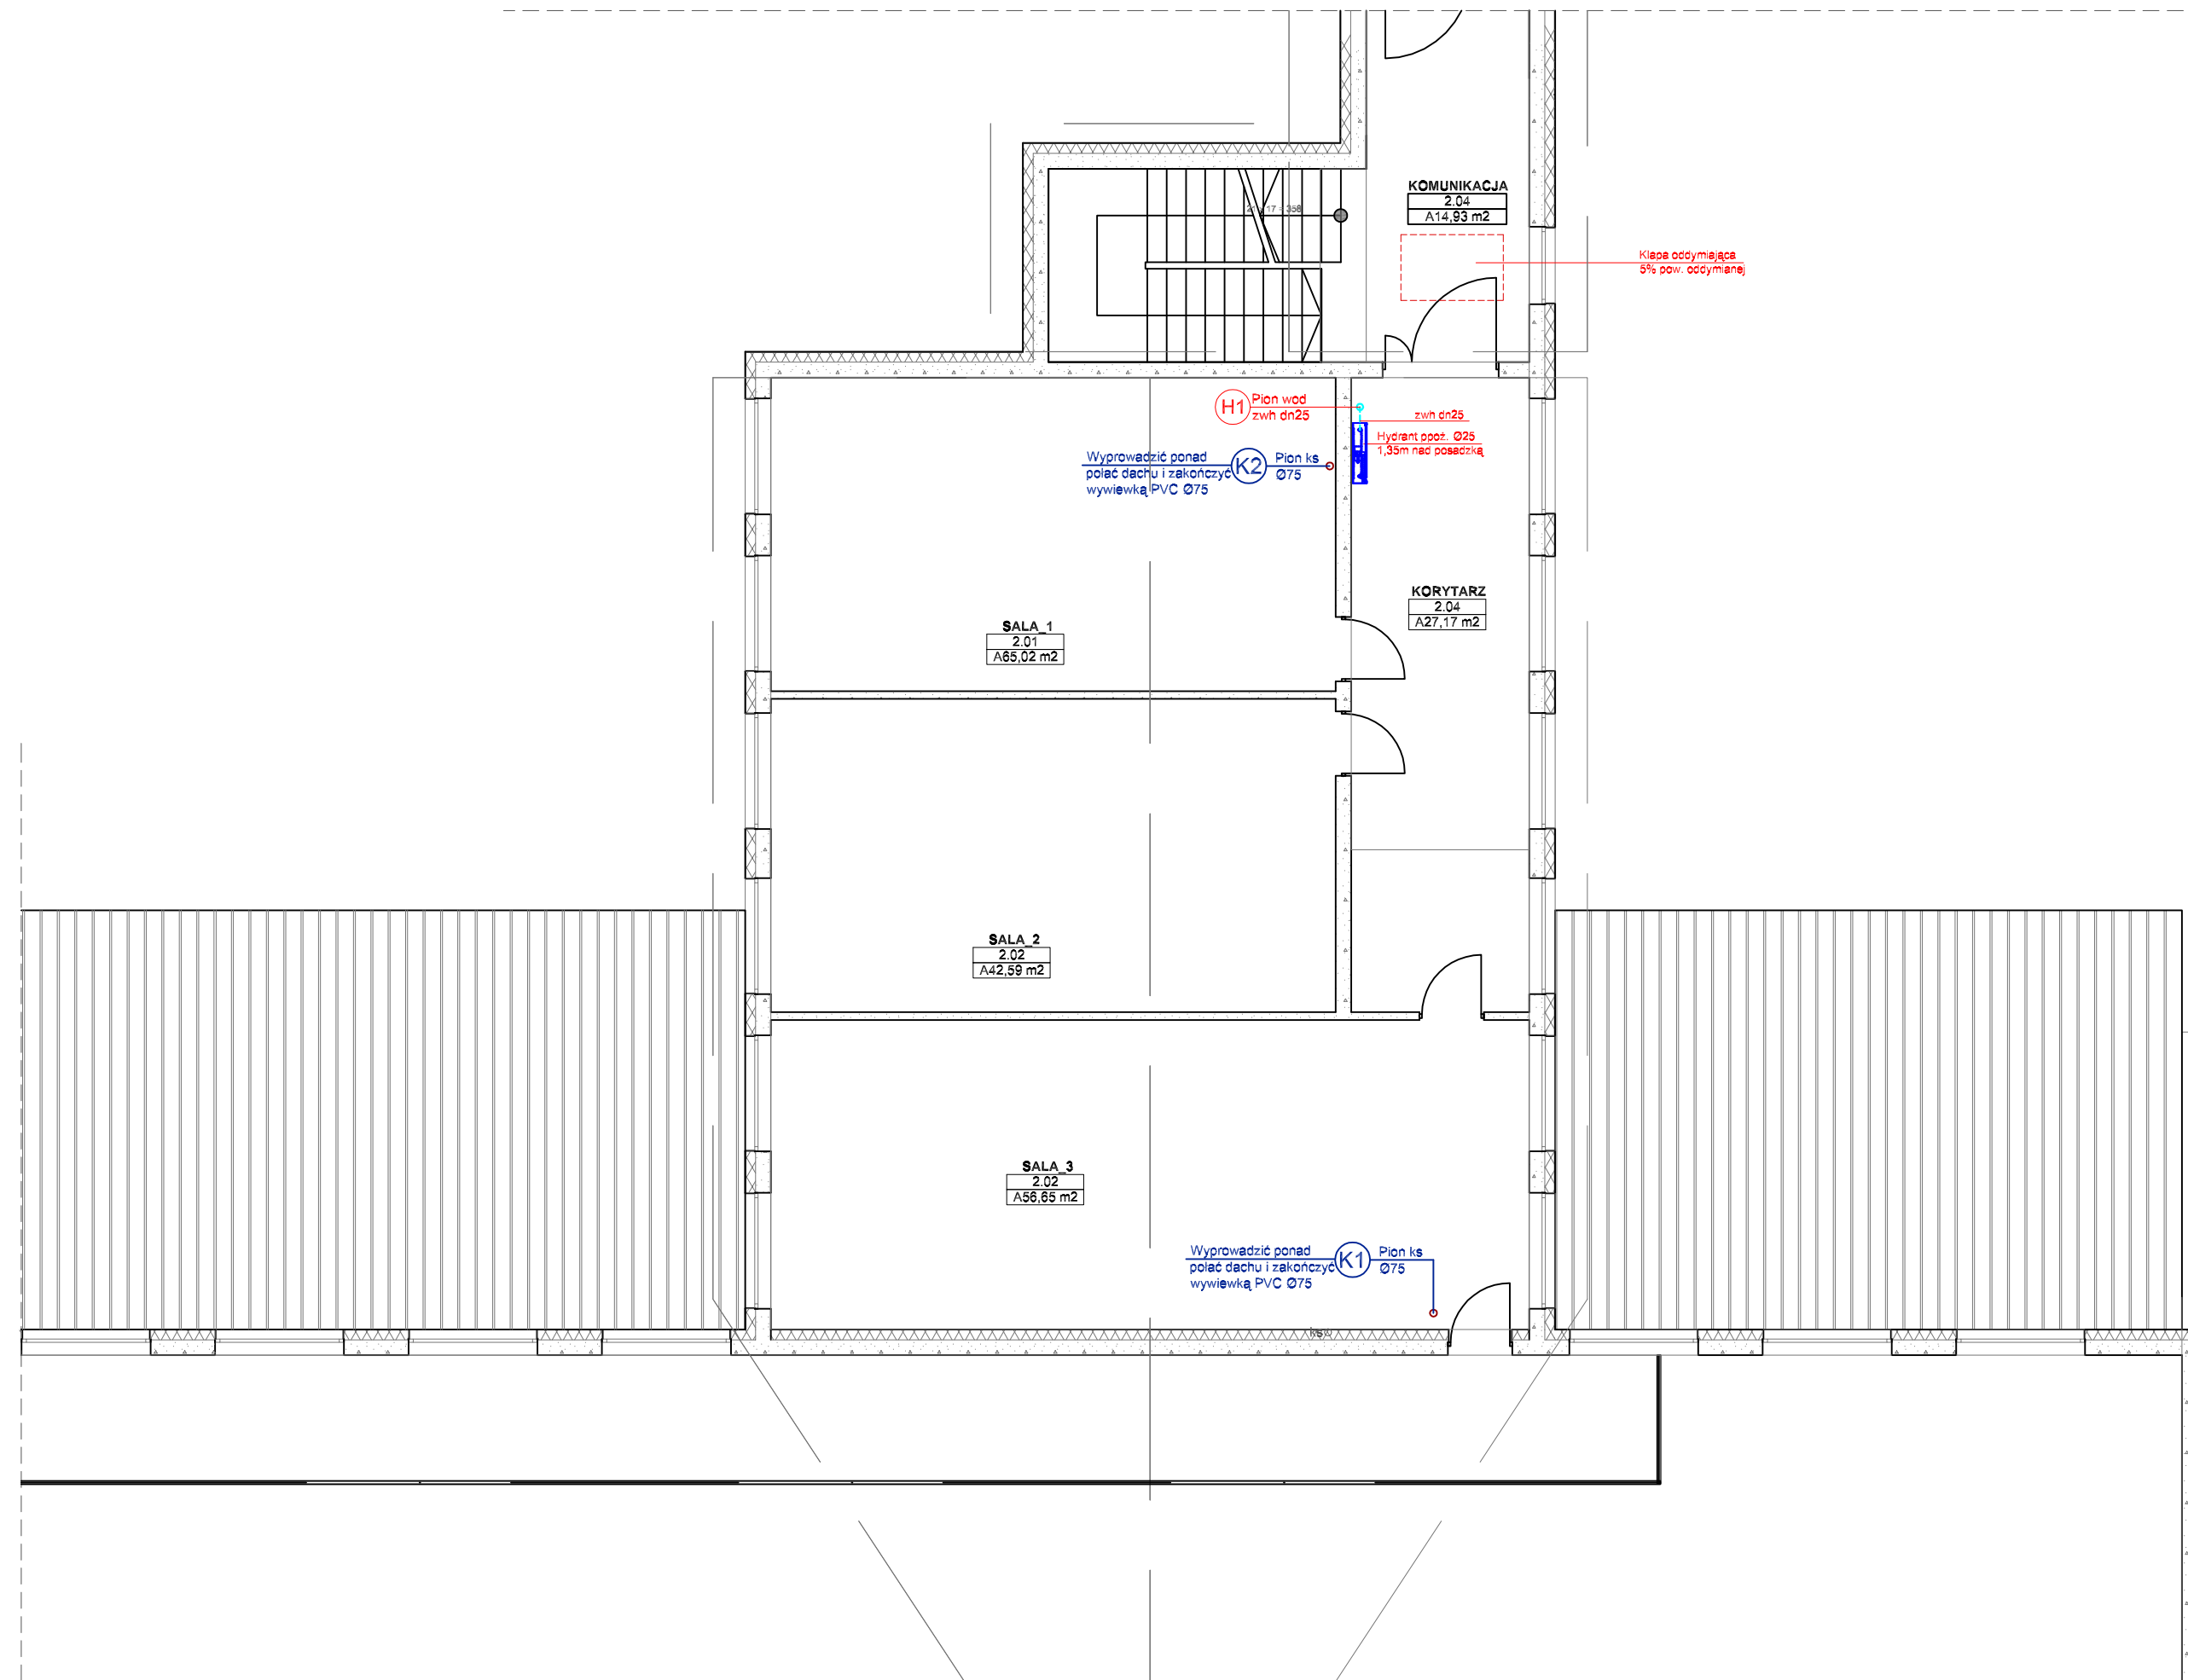 KOMUNIKACJA
2.04
A14,93 m2
Klapa oddymiająca
5% pow. oddymianej
H1
Pion wod
zwh dn25
zwh dn25
Hydrant ppoż. Ø25
1,35m nad posadzką
Wyprowadzić ponad
połać dachu i zakończyć
wywiewką PVC Ø75
K2
Pion ks
Ø75
KORYTARZ
2.04
A27,17 m2
SALA_1
2.01
A65,02 m2
SALA_2
2.02
A42,59 m2
SALA_3
2.02
A56,65 m2
Wyprowadzić ponad
połać dachu i zakończyć
wywiewką PVC Ø75
K1
Pion ks
Ø75